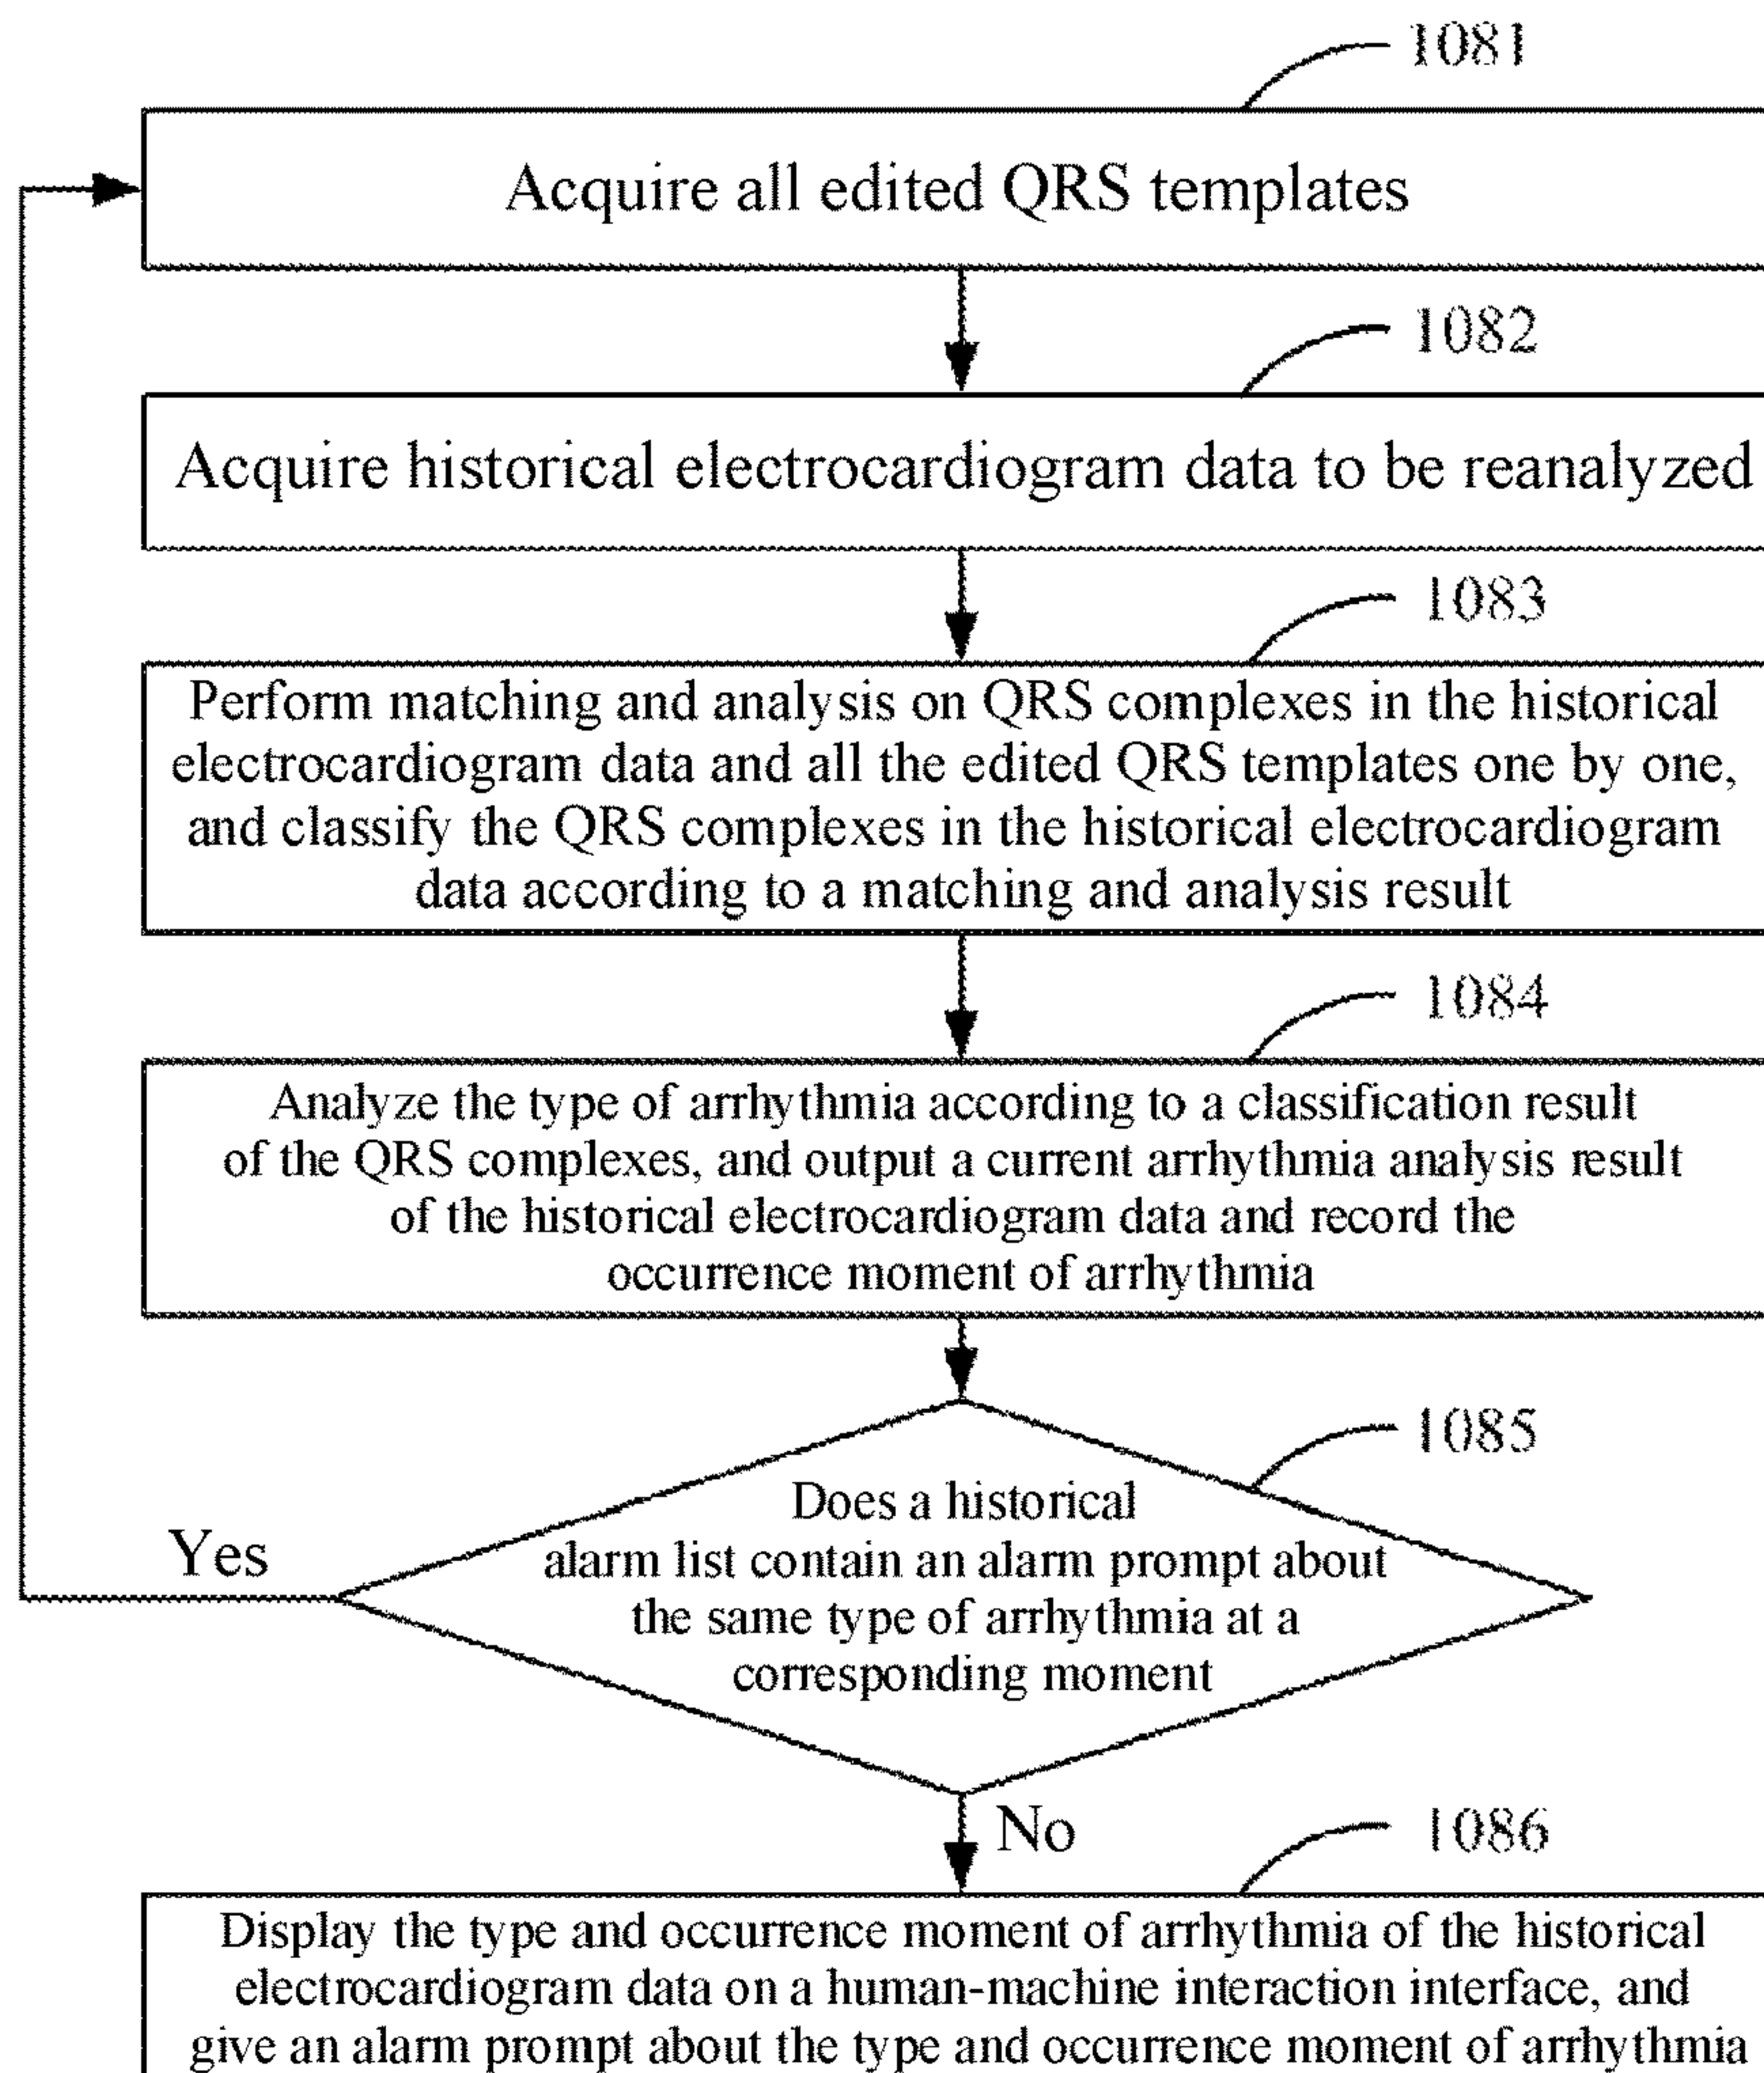 1081
Acquire all edited QRS templates
1082
Acquire historical electrocardiogram data to be reanalyzed
1083
Perform matching and analysis on QRS complexes in the historical
electrocardiogram data and all the edited QRS templates one by one,
and classify the QRS complexes in the historical electrocardiogram
data according to a matching and analysis result
1084
Analyze the type of arrhythmia according to a classification result
of the QRS complexes, and output a current arrhythmia analysis result
of the historical electrocardiogram data and record the
occurrence moment of arrhythmia
1085
Does a historical
alarm list contain an alarm prompt about
the same type of arrhythmia at a
corresponding moment
Yes
No
1086
Display the type and occurrence moment of arrhythmia of the historical
electrocardiogram data on a human-machine interaction interface, and
give an alarm prompt about the type and occurrence moment of arrhythmia